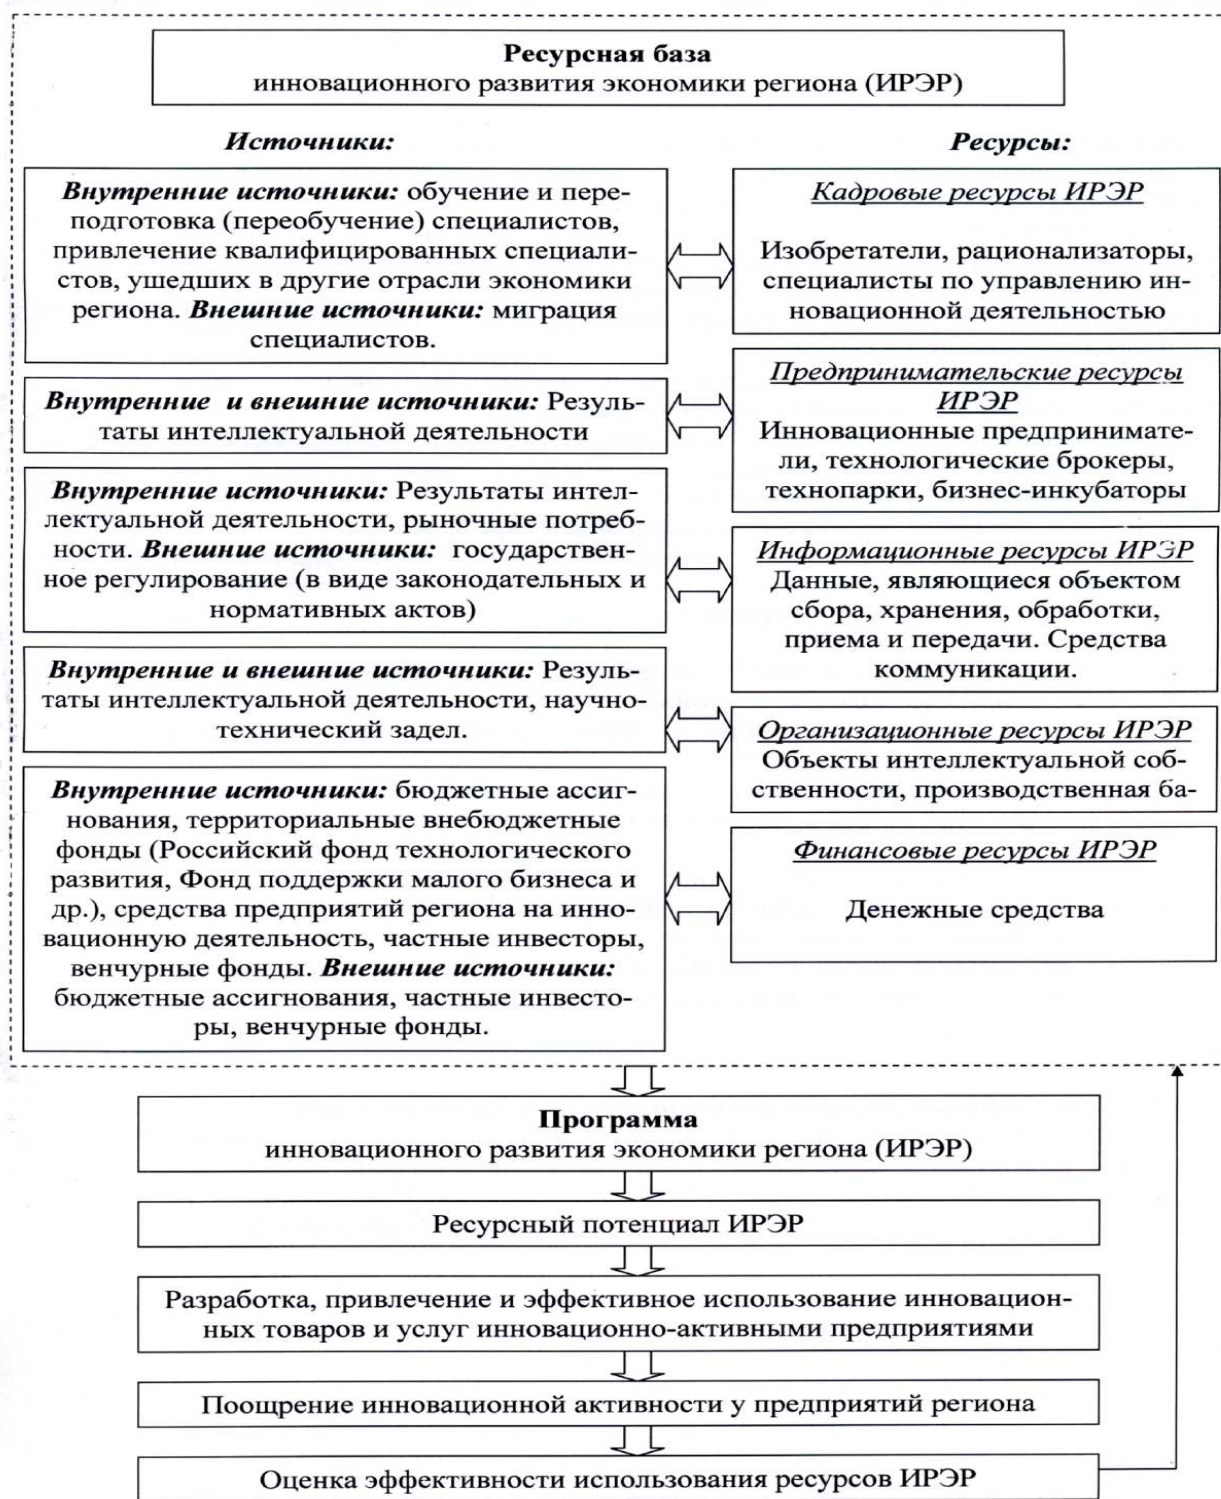 Ресурсная база
инновационного развития экономики региона (ИРЭР)
Источники:
Внутренние источники: обучение и пере-
подготовка (переобучение) специалистов,
привлечение квалифицированных специали-
стов, ушедших в другие отрасли экономики
региона. Внешние источники: миграция
специалистов.
Внутренние и внешние источники: Резуль-
таты интеллектуальной деятельности
Внутренние источники: Результаты интел-
лектуальной деятельности, рыночные потреб-
ности. Внешние источники: государствен-
ное регулирование (в виде законодательных и
нормативных актов)
Внутренние и внешние источники: Резуль-
таты интеллектуальной деятельности, научно-
технический задел.
Внутренние источники: бюджетные ассиг-
нования, территориальные внебюджетные
фонды (Российский фонд технологического
развития, Фонд поддержки малого бизнеса и
др.), средства предприятий региона на инно-
вационную деятельность, частные инвесторы,
венчурные фонды. Внешние источники:
бюджетные ассигнования, частные инвесто-
ры, венчурные фонды.
Ресурсы:
Кадровые ресурсы ИРЭР
Изобретатели, рационализаторы,
специалисты по управлению ин-
новационной деятельностью
Предпринимательские ресурсы
ИРЭР
Инновационные предпринимате-
ли, технологические брокеры,
технопарки, бизнес-инкубаторы
Информационные ресурсы ИРЭР
Данные, являющиеся объектом
сбора, хранения, обработки,
приема и передачи. Средства
коммуникации.
Организационные ресурсы ИРЭР
Объекты интеллектуальной соб-
ственности, производственная ба-
Финансовые ресурсы ИРЭР
Денежные средства
Программа
инновационного развития экономики региона (ИРЭР)
Ресурсный потенциал ИРЭР
Разработка, привлечение и эффективное использование инновацион-
ных товаров и услуг инновационно-активными предприятиями
Поощрение инновационной активности у предприятий региона
Оценка эффективности использования ресурсов ИРЭР